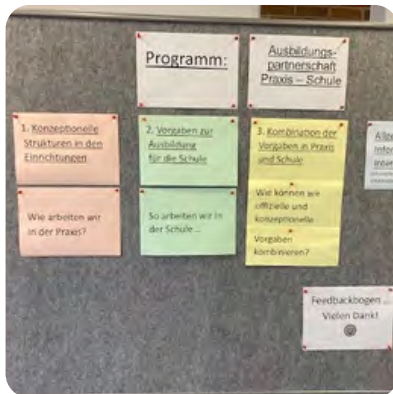 Programm:
Ausbildungs-
partnerschaft
Praxis – Schule
1. Konzeptionelle
Strukturen in den
Einrichtungen
Wie arbeiten wir
in der Praxis?
2. Vorgaben zur
Ausbildung
für die Schule
So arbeiten wir in
der Schule ...
3. Kombination der
Vorgaben in Praxis
und Schule
Wie können wir
offizielle und
konzeptionelle
Vorgaben
kombinieren?
Feedbackbogen ...
Vielen Dank!